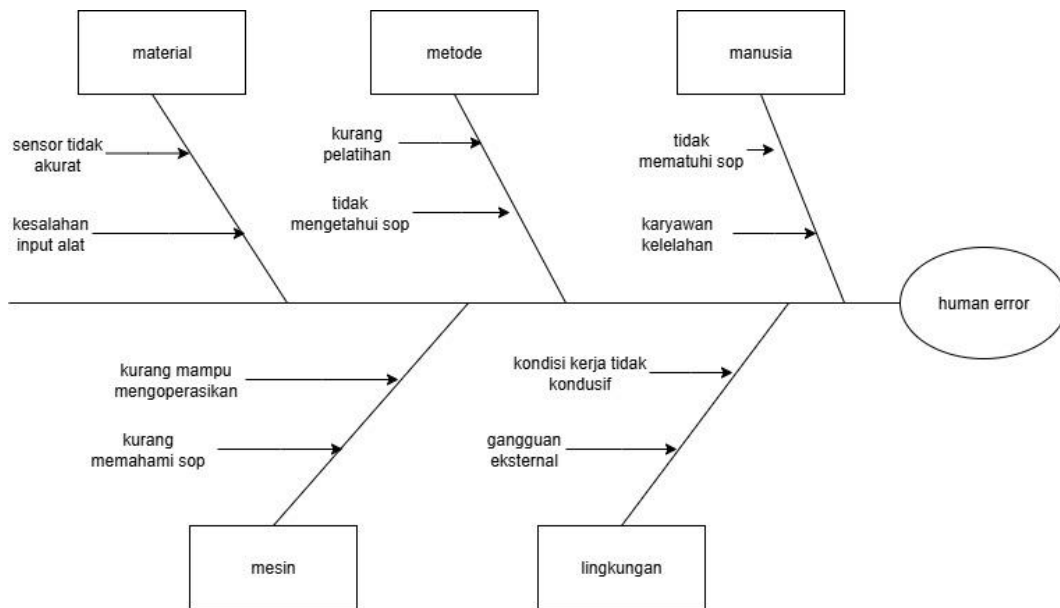 material
metode
manusia
sensor tidak
akurat
kesalahan
input alat
kurang
pelatihan
tidak
mengetahui sop
tidak
mematuhi sop
karyawan
kelelahan
human error
kurang mampu
mengoperasikan
kurang
memahami sop
kondisi kerja tidak
kondusif
gangguan
eksternal
mesin
lingkungan